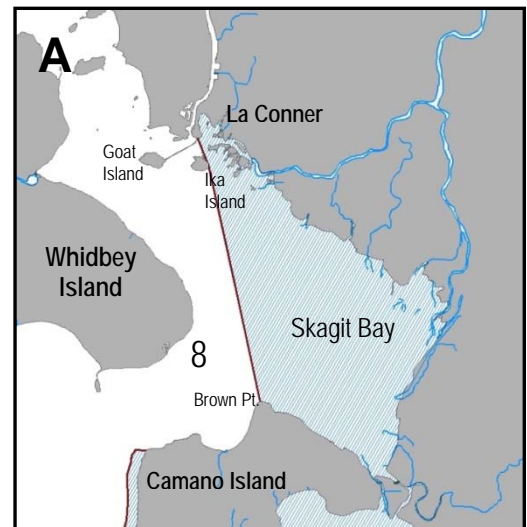 A
La Conner
Goat
Island
Ika
Island
Whidbey
Island
Skagit Bay
8
Brown Pt.
Camano Island